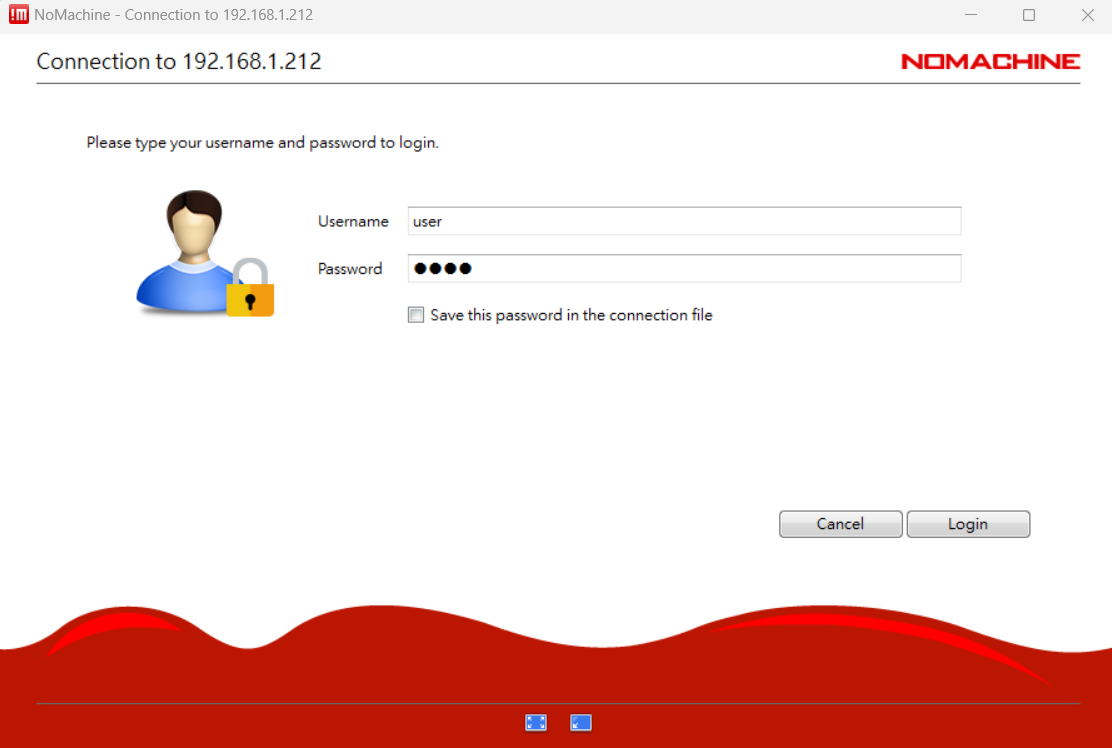 !m NoMachine - Connection to 192.168.1.212
Connection to 192.168.1.212
NOMACHINE
Please type your username and password to login.
Username user
Password ●●●●
Save this password in the connection file
Cancel Login